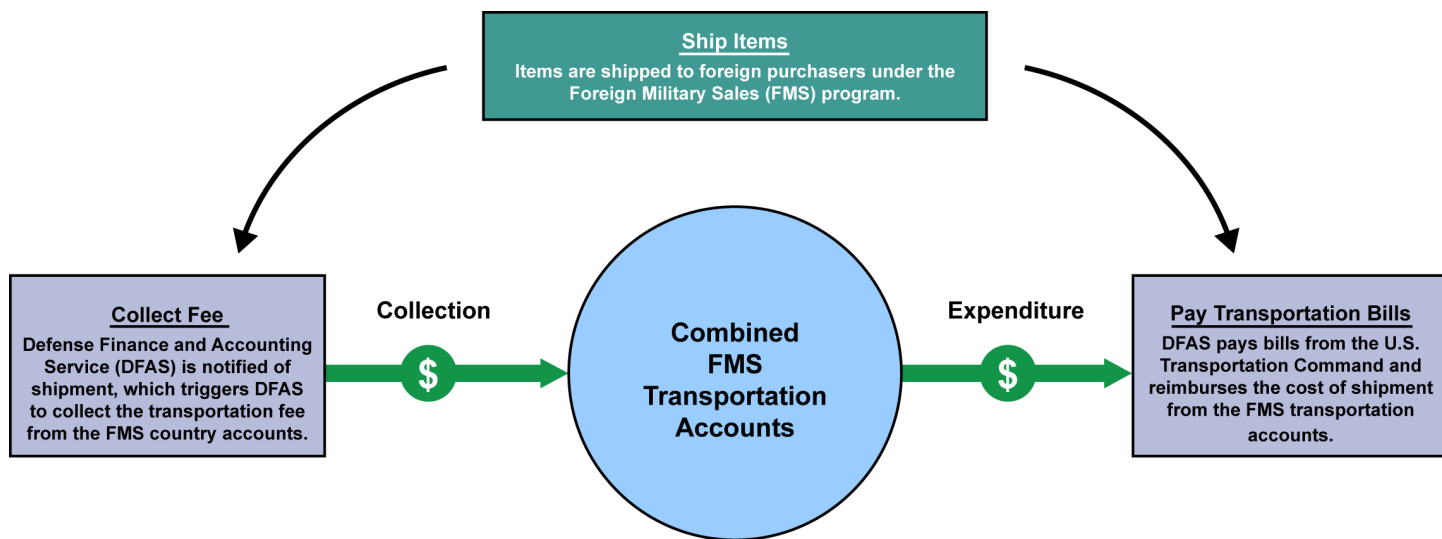 Ship Items
Items are shipped to foreign purchasers under the
Foreign Military Sales (FMS) program.
Collect Fee
Defense Finance and Accounting
Service (DFAS) is notified of
shipment, which triggers DFAS
to collect the transportation fee
from the FMS country accounts.
Collection
$
Combined
FMS
Transportation
Accounts
Expenditure
$
Pay Transportation Bills
DFAS pays bills from the U.S.
Transportation Command and
reimburses the cost of shipment
from the FMS transportation
accounts.